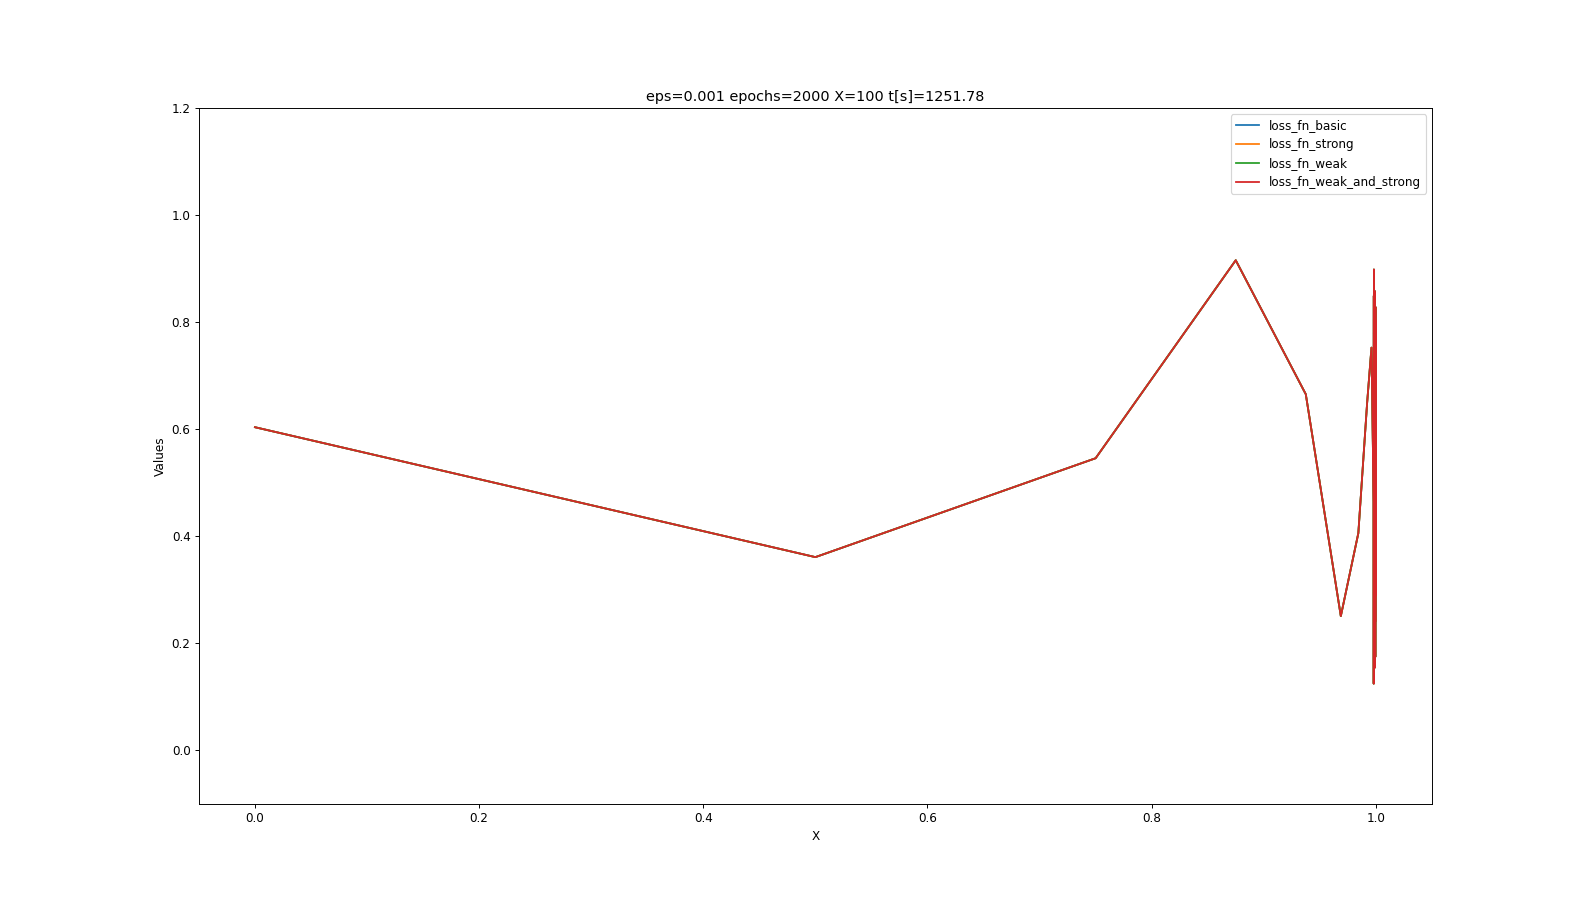 eps=0.001 epochs=2000 X=100 t[s]=1251.78
1.2
1.0
0.8
0.6
0.4
0.2
0.0
Values
loss_fn_basic
loss_fn_strong
loss_fn_weak
loss_fn_weak_and_strong
0.0 0.2 0.4 0.6 0.8 1.0
X